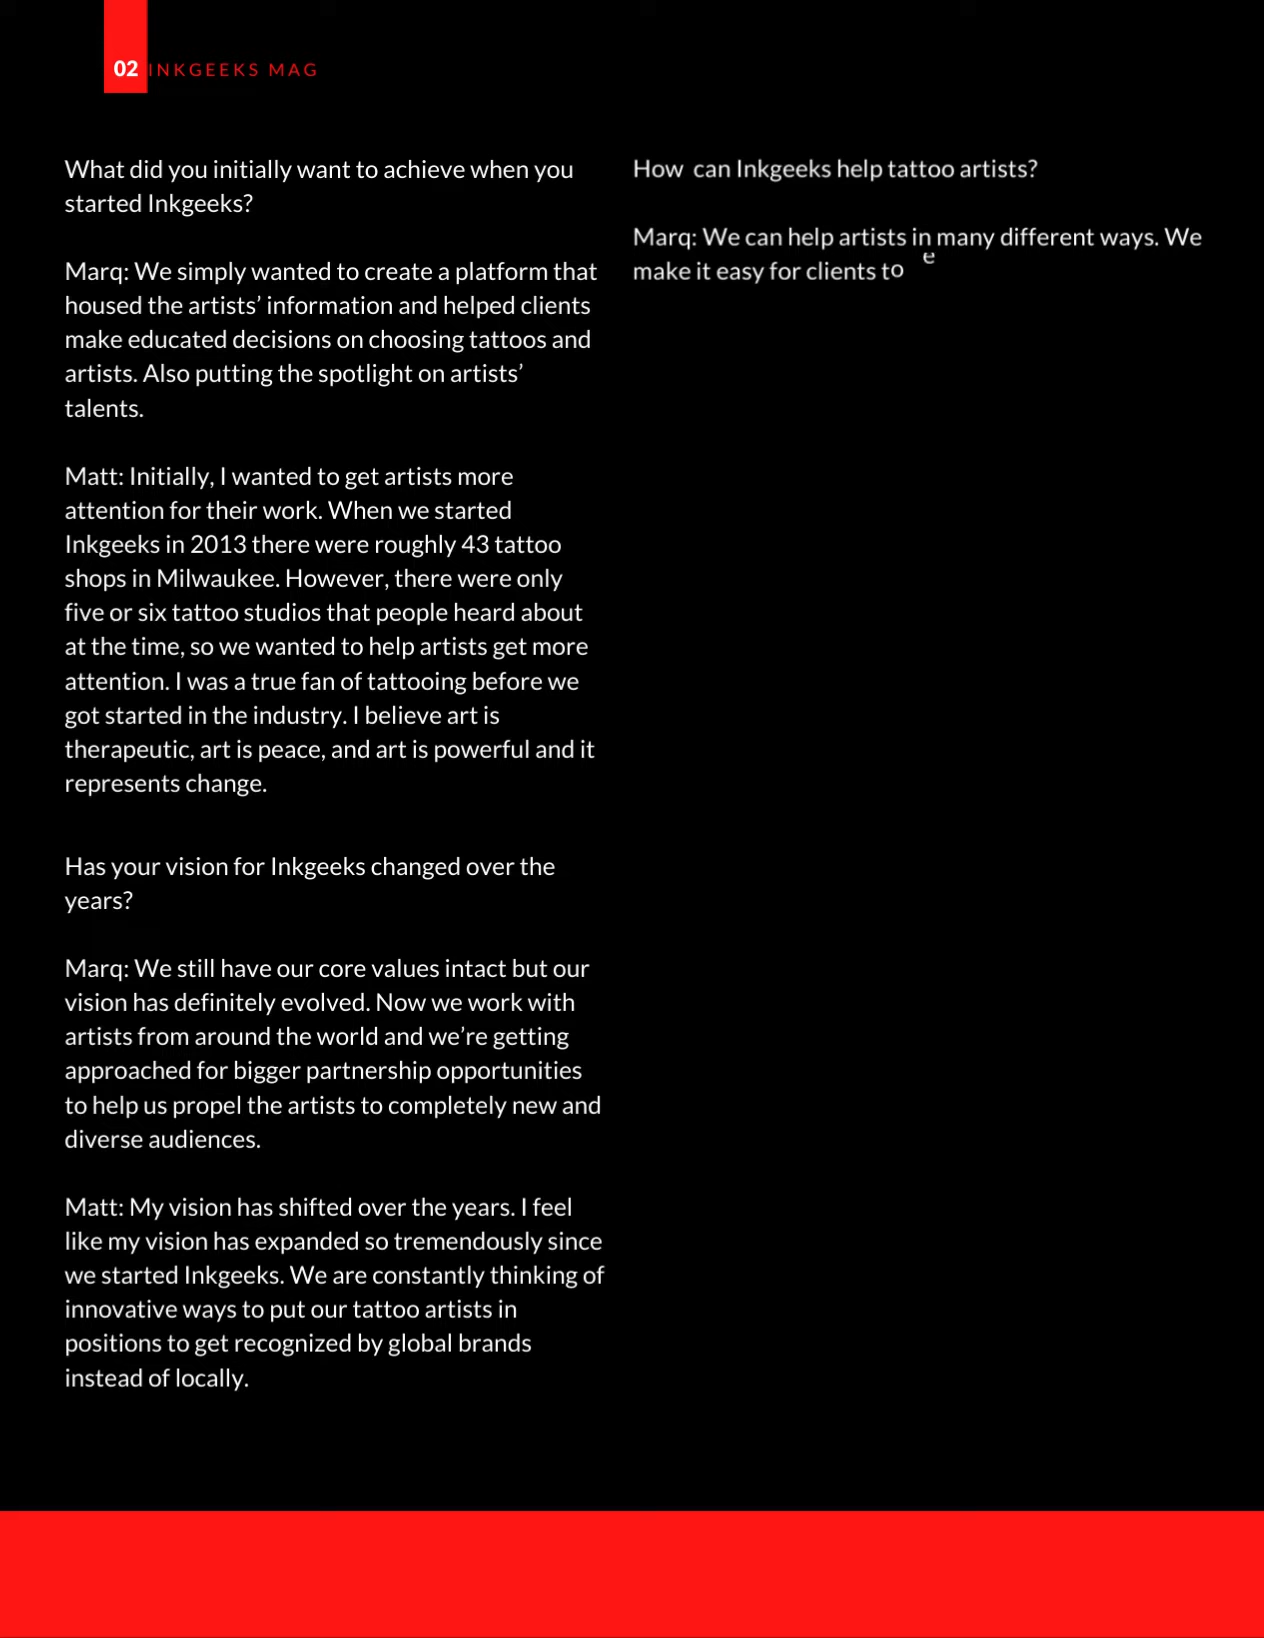 02 INKGEEKS MAG
What did you initially want to achieve when you
started Inkgeeks?
Marq: We simply wanted to create a platform that
housed the artists’ information and helped clients
make educated decisions on choosing tattoos and
artists. Also putting the spotlight on artists’
talents.
Matt: Initially, I wanted to get artists more
attention for their work. When we started
Inkgeeks in 2013 there were roughly 43 tattoo
shops in Milwaukee. However, there were only
five or six tattoo studios that people heard about
at the time, so we wanted to help artists get more
attention. I was a true fan of tattooing before we
got started in the industry. I believe art is
therapeutic, art is peace, and art is powerful and it
represents change.
Has your vision for Inkgeeks changed over the
years?
Marq: We still have our core values intact but our
vision has definitely evolved. Now we work with
artists from around the world and we’re getting
approached for bigger partnership opportunities
to help us propel the artists to completely new and
diverse audiences.
Matt: My vision has shifted over the years. I feel
like my vision has expanded so tremendously since
we started Inkgeeks. We are constantly thinking of
innovative ways to put our tattoo artists in
positions to get recognized by global brands
instead of locally.
How can Inkgeeks help tattoo artists?
Marq: We can help artists in many different ways. We
make it easy for clients to